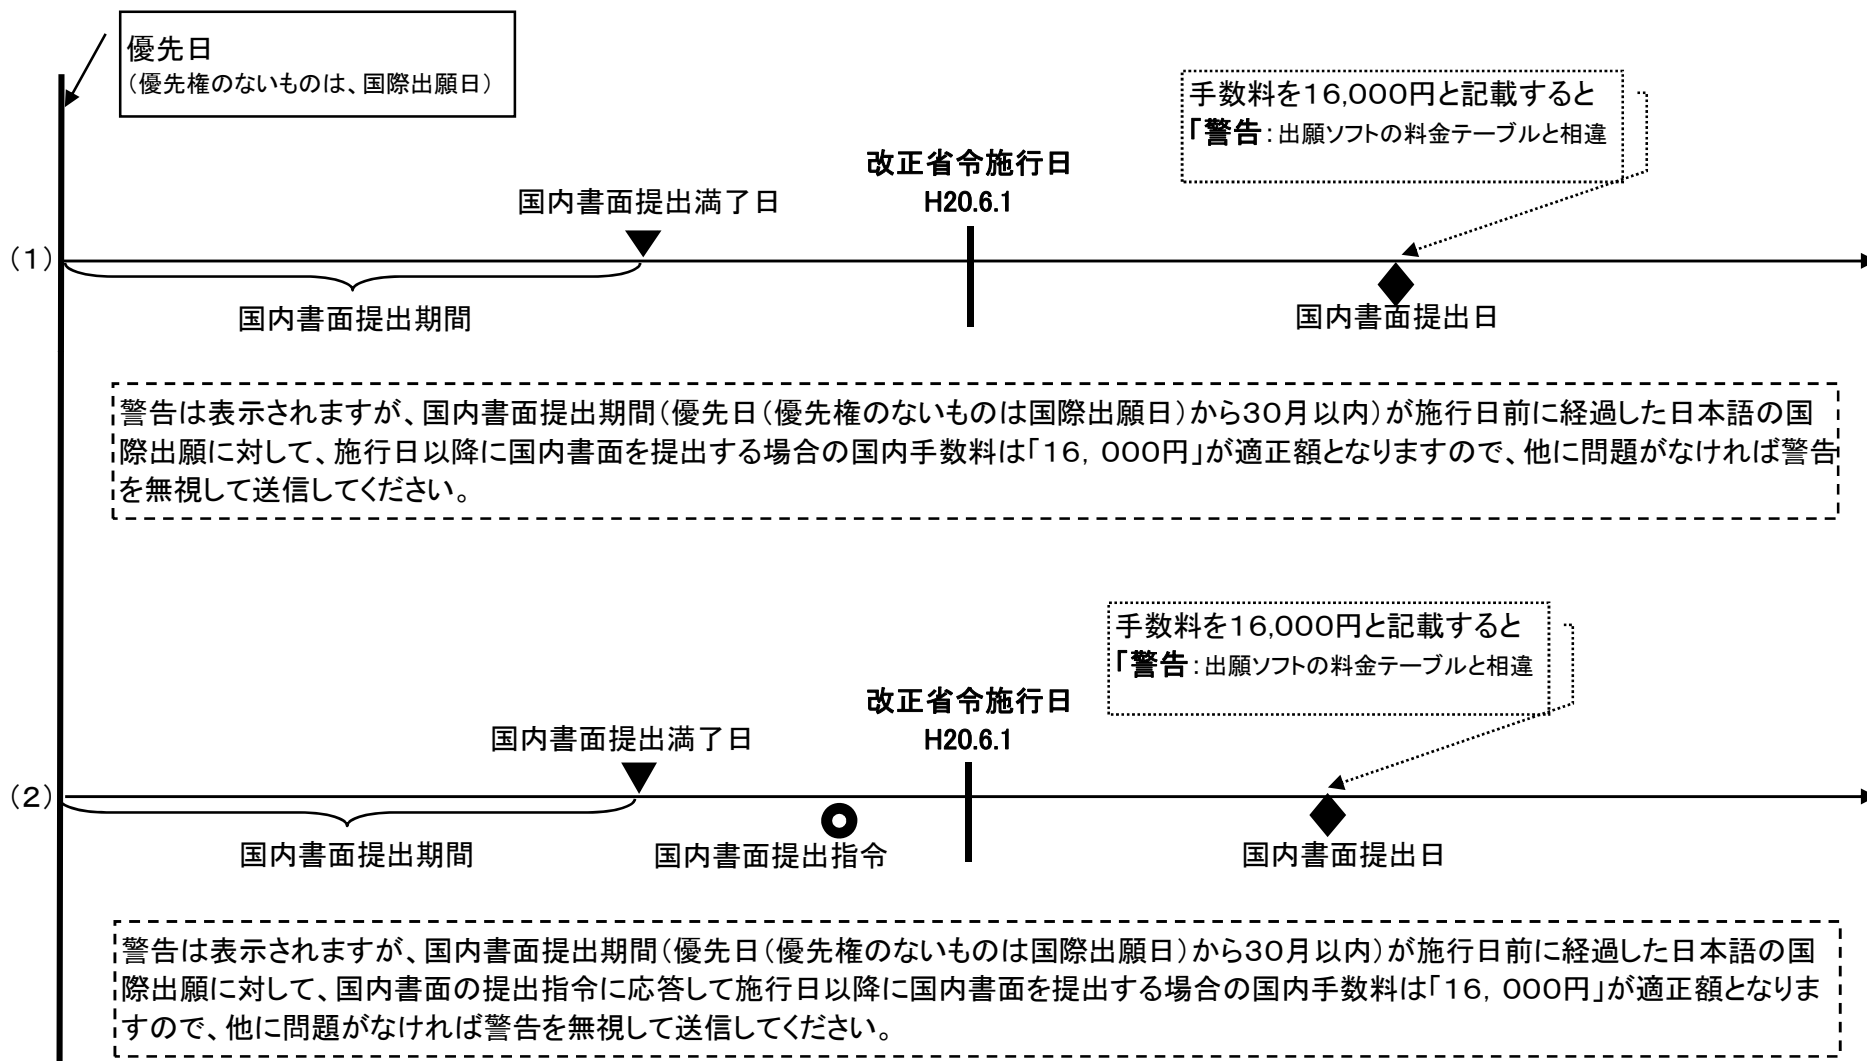 優先日
（優先権のないものは、国際出願日）
手数料を16,000円と記載すると
「警告：出願ソフトの料金テーブルと相違
改正省令施行日
H20.6.1
国内書面提出満了日
（1）
国内書面提出期間
国内書面提出日
警告は表示されますが、国内書面提出期間（優先日（優先権のないものは国際出願日）から30月以内）が施行日前に経過した日本語の国
際出願に対して、施行日以降に国内書面を提出する場合の国内手数料は「16，000円」が適正額となりますので、他に問題がなければ警告
を無視して送信してください。
手数料を16,000円と記載すると
「警告：出願ソフトの料金テーブルと相違
改正省令施行日
H20.6.1
国内書面提出満了日
（2）
国内書面提出期間
国内書面提出指令
国内書面提出日
警告は表示されますが、国内書面提出期間（優先日（優先権のないものは国際出願日）から30月以内）が施行日前に経過した日本語の国
際出願に対して、国内書面の提出指令に応答して施行日以降に国内書面を提出する場合の国内手数料は「16，000円」が適正額となりま
すので、他に問題がなければ警告を無視して送信してください。